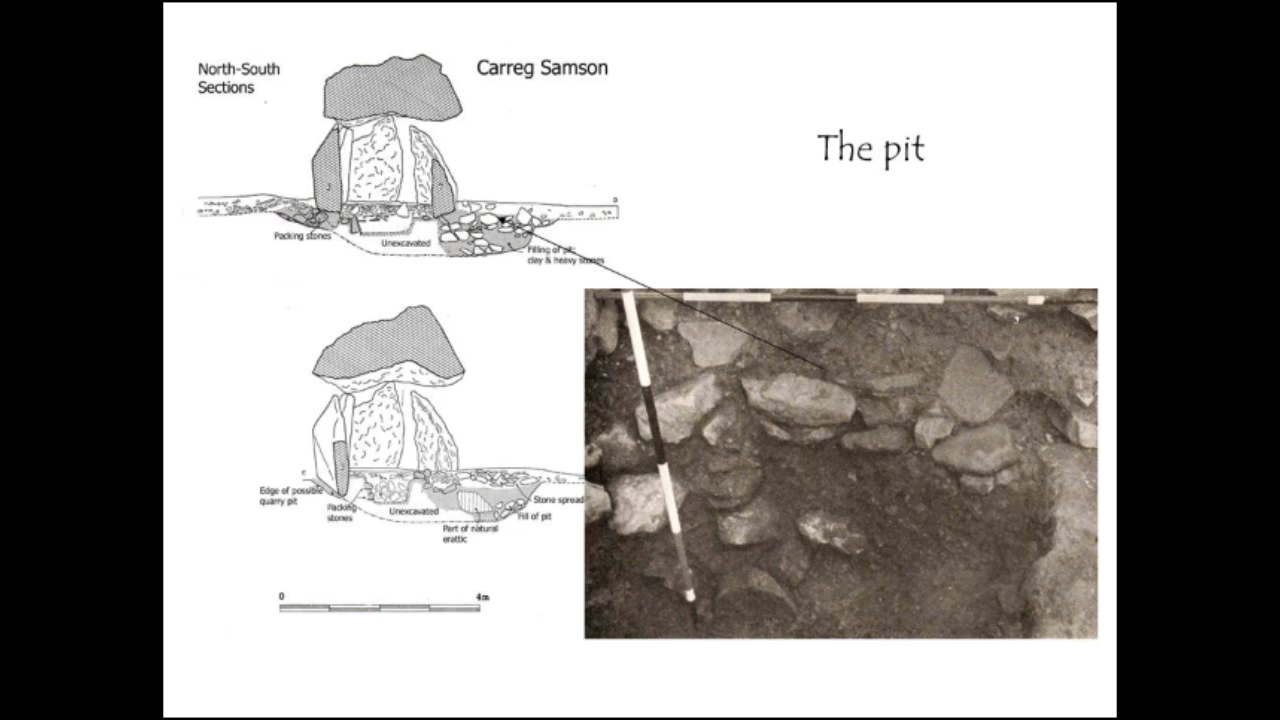 North-South
Sections
Carreg Samson
The pit
Packing stones
Unexcavated
Filling of pit:
clay & heavy stones
Edge of possible
quarry pit
Packing
stones
Unexcavated
Part of natural
erattic
Stone spread
Fill of pit
0 4m